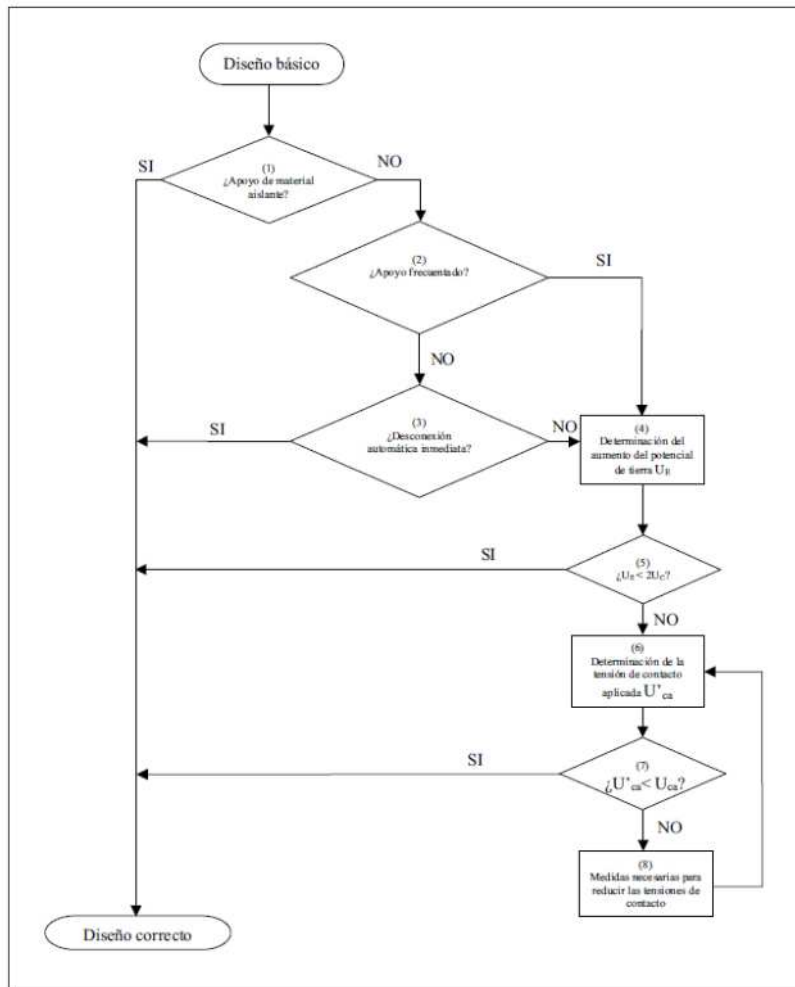 Diseño básico
SI
NO
(1)
¿Apoyo de material
aislante?
(2)
¿Apoyo frecuentado?
SI
NO
SI
(3)
¿Desconexión
automática inmediata?
NO
(4)
Determinación del
aumento del potencial
de tierra UE
SI
(5)
¿UE< 2UC?
NO
(6)
Determinación de la
tensión de contacto
aplicada U'ca
SI
(7)
¿U'ca< Uca?
NO
(8)
Medidas necesarias para
reducir las tensiones de
contacto
Diseño correcto